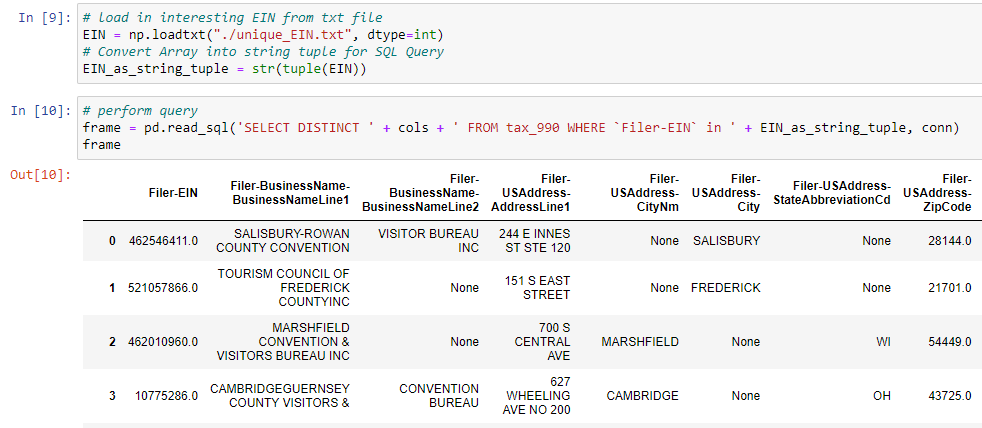 In [9]: # load in interesting EIN from txt file
EIN = np.loadtxt("./unique_EIN.txt", dtype=int)
# Convert Array into string tuple for SQL Query
EIN_as_string_tuple = str(tuple(EIN))
In [10]: # perform query
frame = pd.read_sql('SELECT DISTINCT ' + cols + ' FROM tax_990 WHERE `Filer-EIN` in ' + EIN_as_string_tuple, conn)
frame
Out[10]:
Filer-EIN Filer-BusinessName-BusinessNameLine1 Filer-BusinessName-BusinessNameLine2 Filer-USAddress-AddressLine1 Filer-USAddress-CityNm Filer-USAddress-City Filer-USAddress-StateAbbreviationCd Filer-USAddress-ZipCode
0 462546411.0 SALISBURY-ROWAN COUNTY CONVENTION VISITOR BUREAU INC 244 E INNES ST STE 120 None SALISBURY None 28144.0
1 521057866.0 TOURISM COUNCIL OF FREDERICK COUNTYINC None 151 S EAST STREET None FREDERICK None 21701.0
2 462010960.0 MARSHFIELD CONVENTION & VISITORS BUREAU INC None 700 S CENTRAL AVE MARSHFIELD None WI 54449.0
3 10775286.0 CAMBRIDGEGUERNSEY COUNTY VISITORS & CONVENTION BUREAU 627 WHEELING AVE NO 200 CAMBRIDGE None OH 43725.0